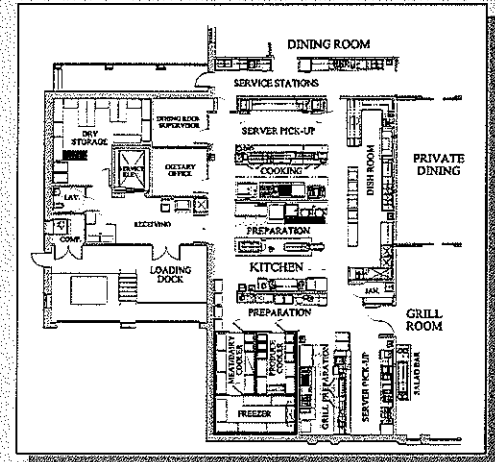 DINING ROOM
SERVICE STATIONS
DINING ROOM
SUPERVISOR
SERVER PICK-UP
DRY
STORAGE
COOKING
DIETARY
OFFICE
SERVICE
ELEV.
DISH ROOM
PRIVATE
DINING
LAV.
RECEIVING
PREPARATION
COMP.
KITCHEN
LOADING
DOCK
JAN.
PREPARATION
GRILL
ROOM
MEAT/DAIRY
COOLER
PRODUCE
COOLER
GRILL PREPARATION
SERVER PICK-UP
SALAD BAR
FREEZER